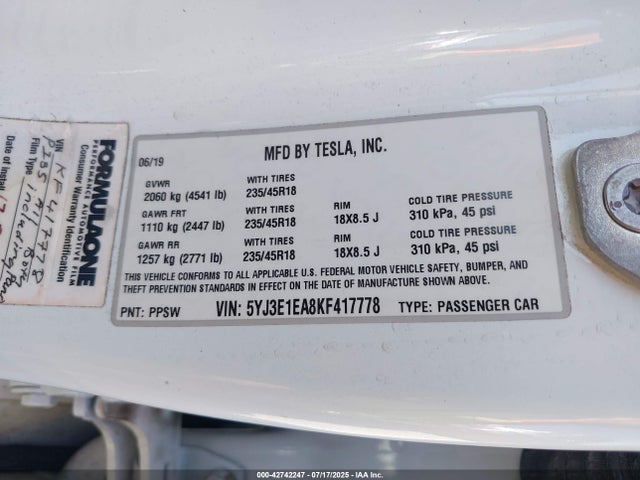 06/19
MFD BY TESLA, INC.
GVWR WITH TIRES
2060 kg (4541 lb) 235/45R18
GAWR FRT WITH TIRES RIM COLD TIRE PRESSURE
1110 kg (2447 lb) 235/45R18 18X8.5 J 310 kPa, 45 psi
GAWR RR WITH TIRES RIM COLD TIRE PRESSURE
1257 kg (2771 lb) 235/45R18 18X8.5 J 310 kPa, 45 psi
THIS VEHICLE CONFORMS TO ALL APPLICABLE U.S. FEDERAL MOTOR VEHICLE SAFETY, BUMPER, AND
THEFT PREVENTION STANDARDS IN EFFECT ON THE DATE OF MANUFACTURE SHOWN ABOVE.
PNT: PPSW VIN: 5YJ3E1EA8KF417778 TYPE: PASSENGER CAR
FORMULAONE
PERFORMANCE AUTOMOTIVE FILM
Consumer Warranty Identification
VIN KF417778
Film Type
including
Date of Install
000-42742247 - 07/17/2025 - IAA Inc.